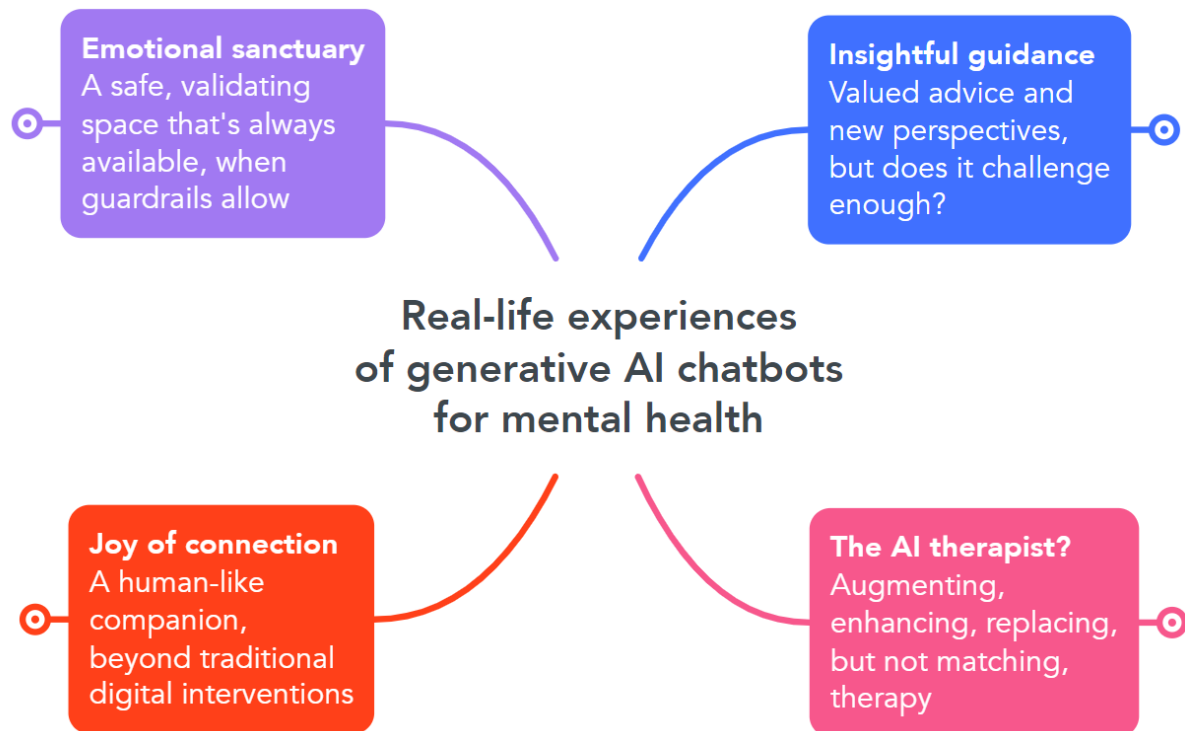 Emotional sanctuary
A safe, validating
space that's always
available, when
guardrails allow
Insightful guidance
Valued advice and
new perspectives,
but does it challenge
enough?
Real-life experiences
of generative AI chatbots
for mental health
Joy of connection
A human-like
companion,
beyond traditional
digital interventions
The AI therapist?
Augmenting,
enhancing, replacing,
but not matching,
therapy